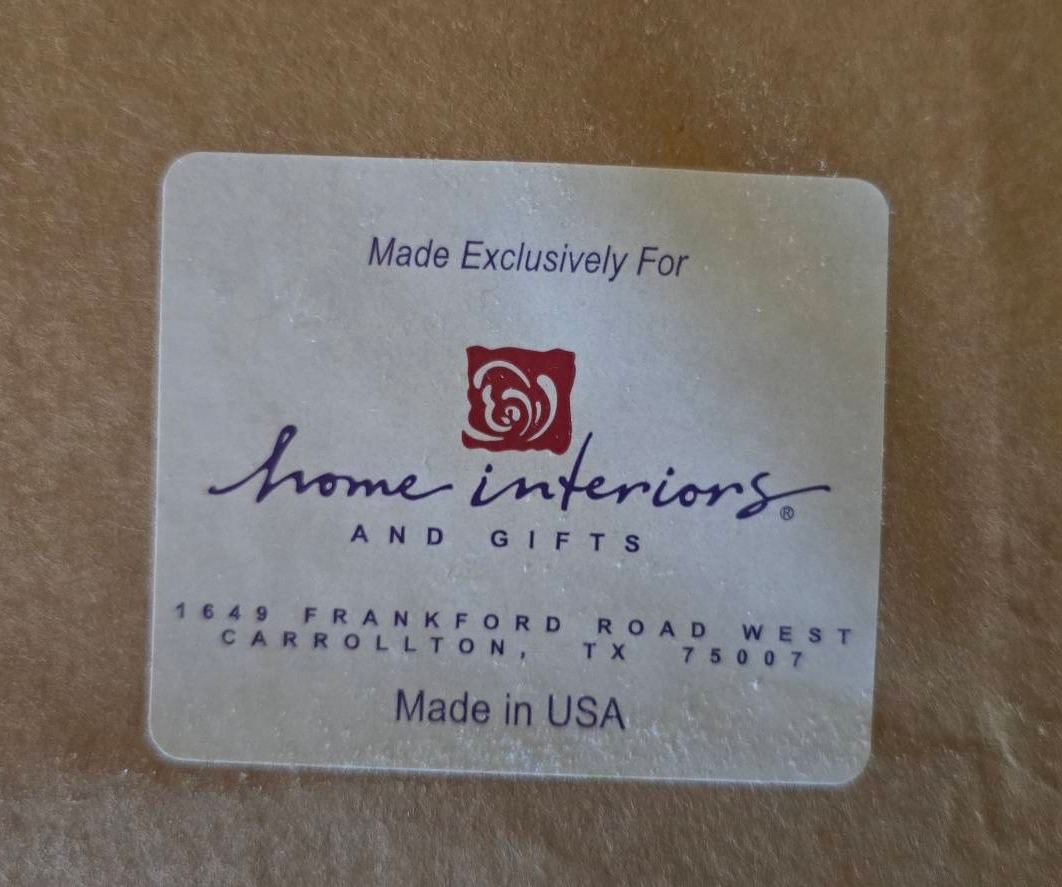 Made Exclusively For
home interiors®
AND GIFTS
1649 FRANKFORD ROAD WEST
CARROLLTON, TX 75007
Made in USA